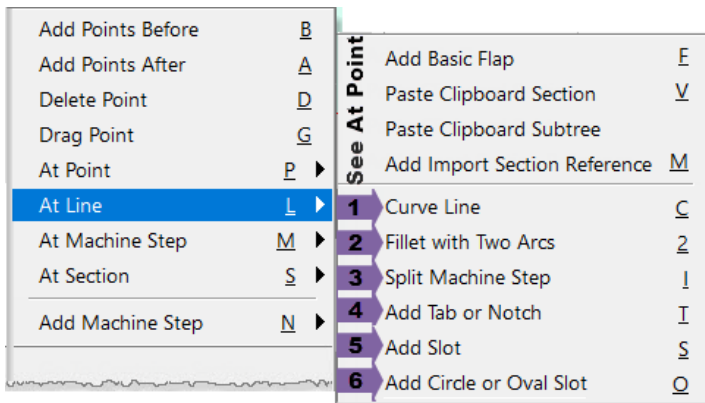 Add Points Before B
Add Points After A
Delete Point D
Drag Point G
At Point P
At Line L
At Machine Step M
At Section S
Add Machine Step N
See At Point
Add Basic Flap F
Paste Clipboard Section V
Paste Clipboard Subtree
Add Import Section Reference M
1 Curve Line C
2 Fillet with Two Arcs 2
3 Split Machine Step I
4 Add Tab or Notch T
5 Add Slot S
6 Add Circle or Oval Slot O